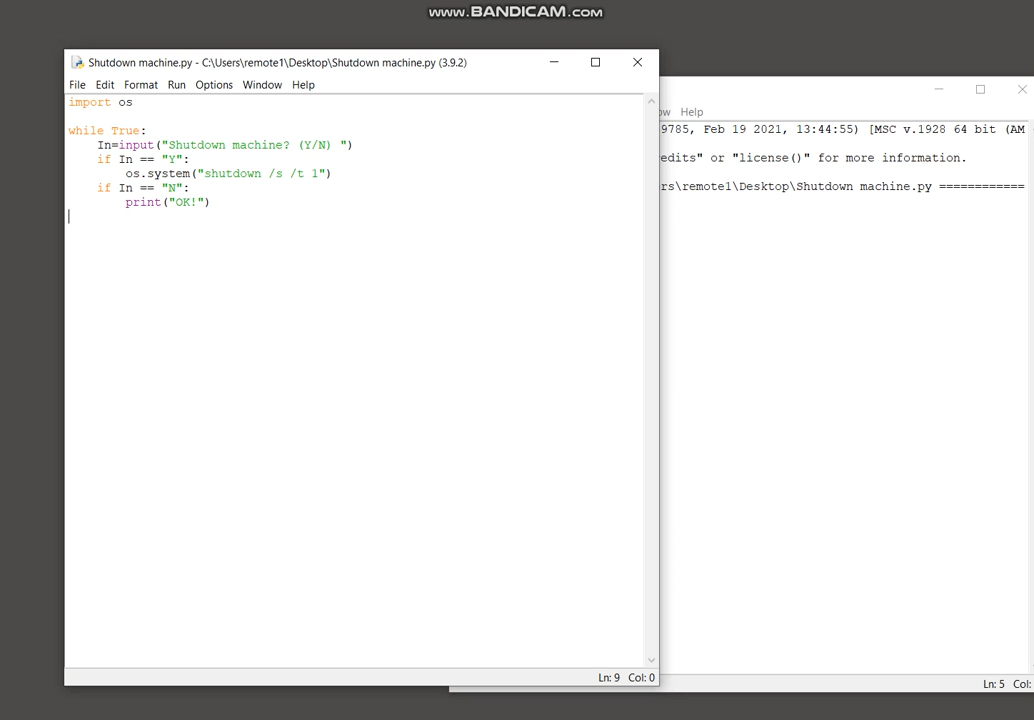 www.BANDICAM.com
Shutdown machine.py - C:\Users\remote1\Desktop\Shutdown machine.py (3.9.2)
File Edit Format Run Options Window Help
import os
while True:
    In=input("Shutdown machine? (Y/N) ")
    if In == "Y":
        os.system("shutdown /s /t 1")
    if In == "N":
        print("OK!")
Ln: 9 Col: 0
ow Help
9785, Feb 19 2021, 13:44:55) [MSC v.1928 64 bit (AM
edits" or "license()" for more information.
rs\remote1\Desktop\Shutdown machine.py ============
Ln: 5 Col: